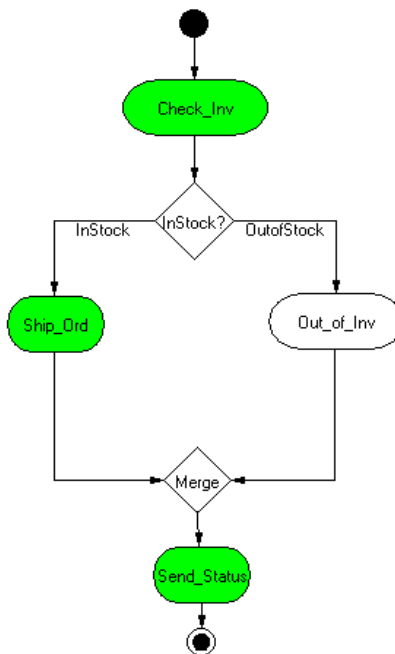 Check_Inv
InStock?
InStock
OutofStock
Ship_Ord
Out_of_Inv
Merge
Send_Status